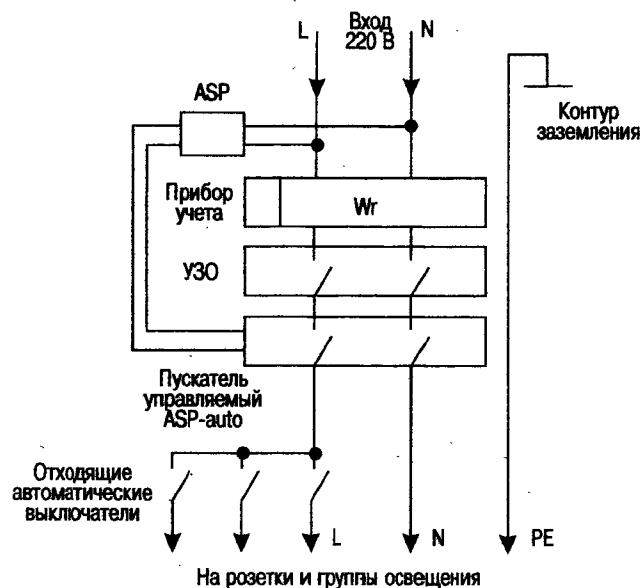 L
Вход
220 В
N
ASP
Контур
заземления
Прибор
учета
Wr
УЗО
Пускатель
управляемый
ASP-auto
Отходящие
автоматические
выключатели
L
N
PE
На розетки и группы освещения